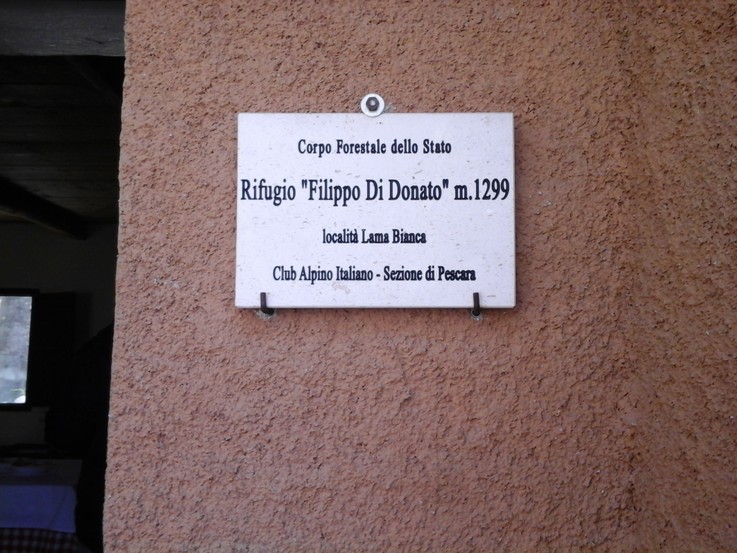 Corpo Forestale dello Stato
Rifugio "Filippo Di Donato" m.1299
località Lama Bianca
Club Alpino Italiano - Sezione di Pescara